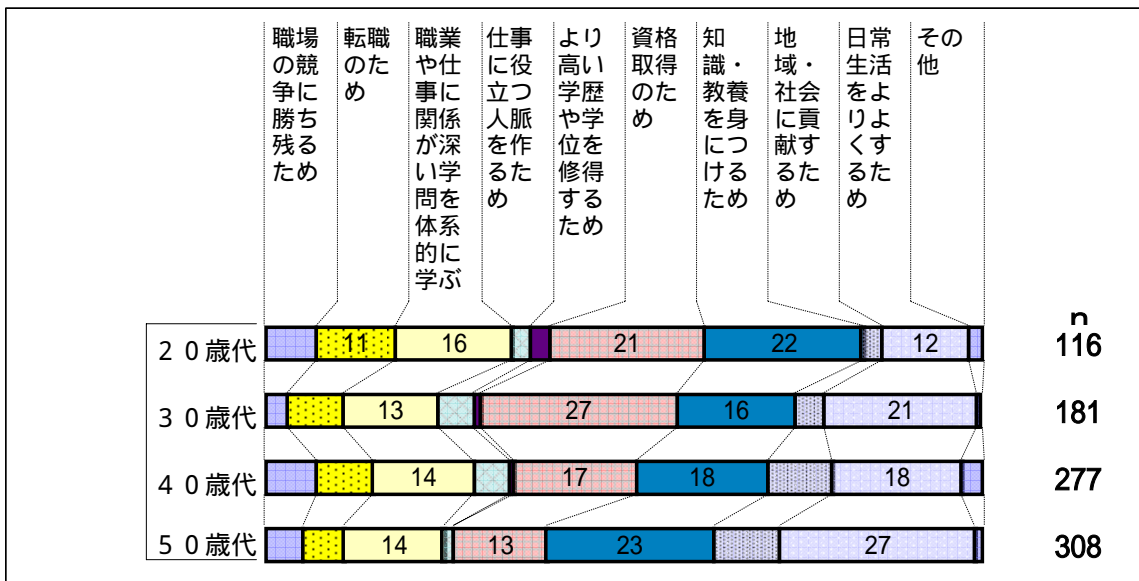 職場
の競
争に
勝ち
残る
ため
転職
のた
め
職業
や仕
事に
関係
が深
い学
問を
体系
的に
学ぶ
仕事
に役
立つ
人脈
を作
るた
め
より
高い
学歴
や学
位を
修得
する
ため
資格
取得
のた
め
知
識・
教養
を身
につ
ける
ため
地
域・
社会
に貢
献す
るた
め
日常
生活
をよ
りよ
くす
るた
め
その
他
n
20歳代 11 16 21 22 12 116
30歳代 13 27 16 21 181
40歳代 14 17 18 18 277
50歳代 14 13 23 27 308